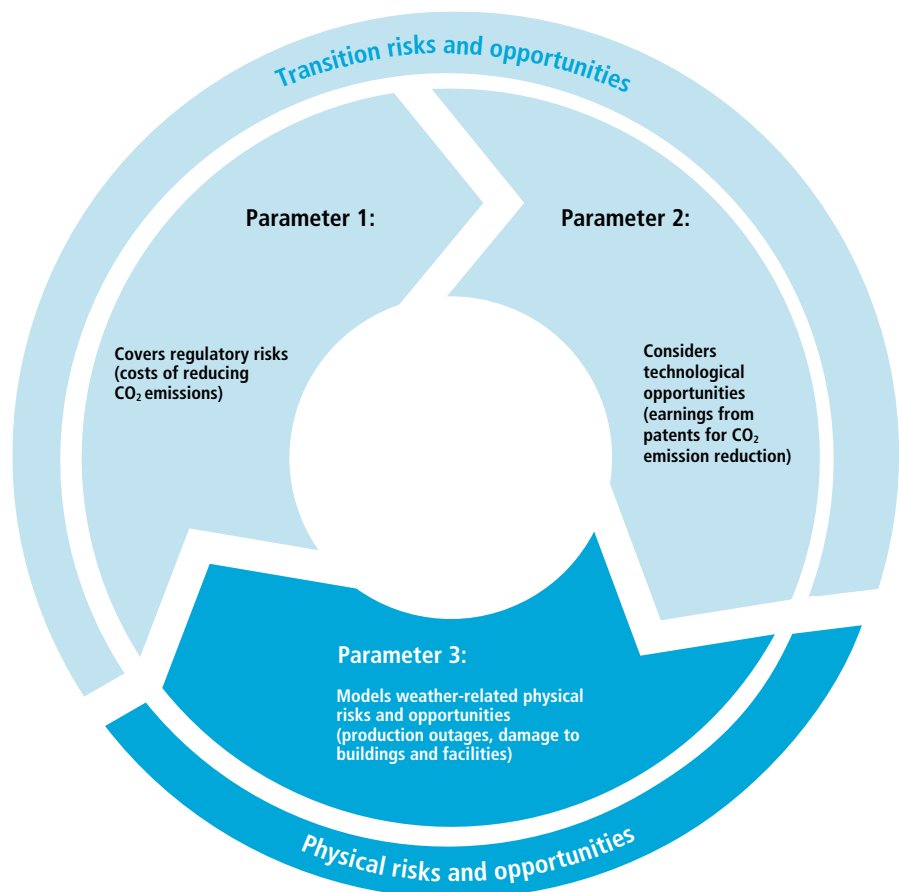 Transition risks and opportunities
Parameter 1:
Covers regulatory risks
(costs of reducing
CO₂ emissions)
Parameter 2:
Considers
technological
opportunities
(earnings from
patents for CO₂
emission reduction)
Parameter 3:
Models weather-related physical
risks and opportunities
(production outages, damage to
buildings and facilities)
Physical risks and opportunities